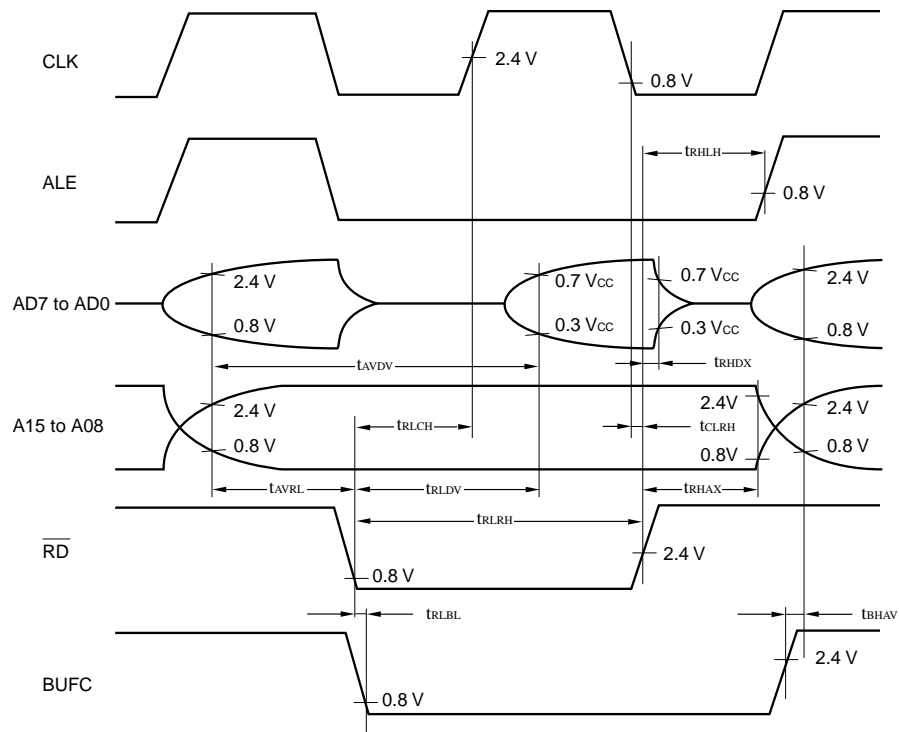 CLK
2.4 V
0.8 V
tRHLH
ALE
0.8 V
AD7 to AD0
2.4 V
0.7 VCC
0.7 VCC
2.4 V
0.8 V
0.3 VCC
0.3 VCC
0.8 V
tAVDV
tRHDX
A15 to A08
2.4 V
tRLCH
2.4V
tCLRH
2.4 V
0.8 V
0.8V
0.8 V
tAVRL
tRLDV
tRHAX
tRLRH
RD
2.4 V
0.8 V
tRLBL
tBHAV
BUFC
2.4 V
0.8 V